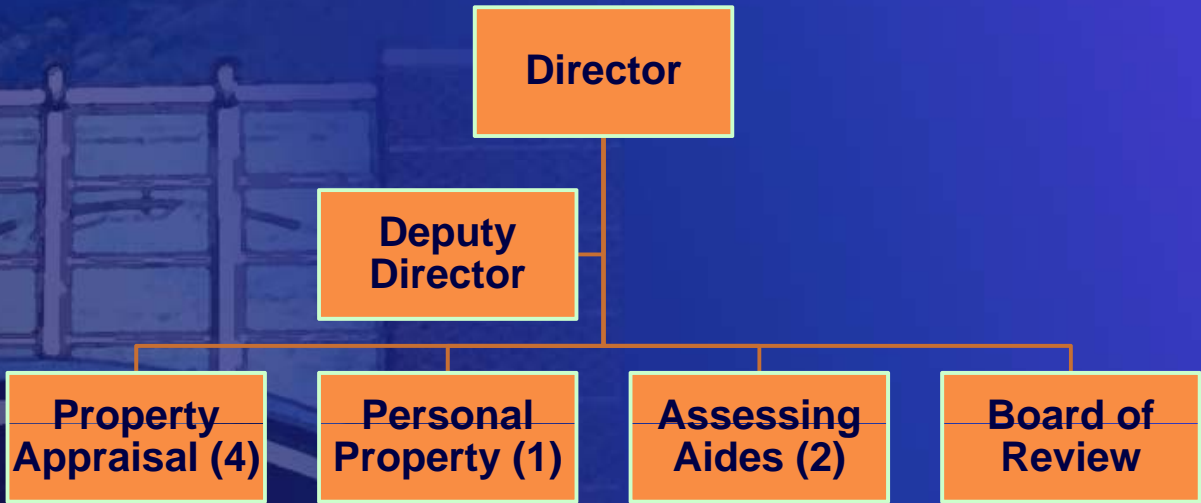 Director
Deputy
Director
Property
Appraisal (4)
Personal
Property (1)
Assessing
Aides (2)
Board of
Review